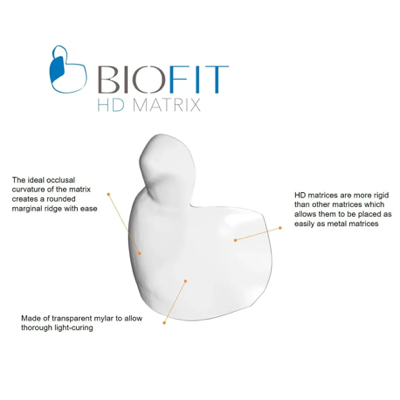 BIOFIT
HD MATRIX
The ideal occlusal
curvature of the matrix
creates a rounded
marginal ridge with ease
HD matrices are more rigid
than other matrices which
allows them to be placed as
easily as metal matrices
Made of transparent mylar to allow
thorough light-curing